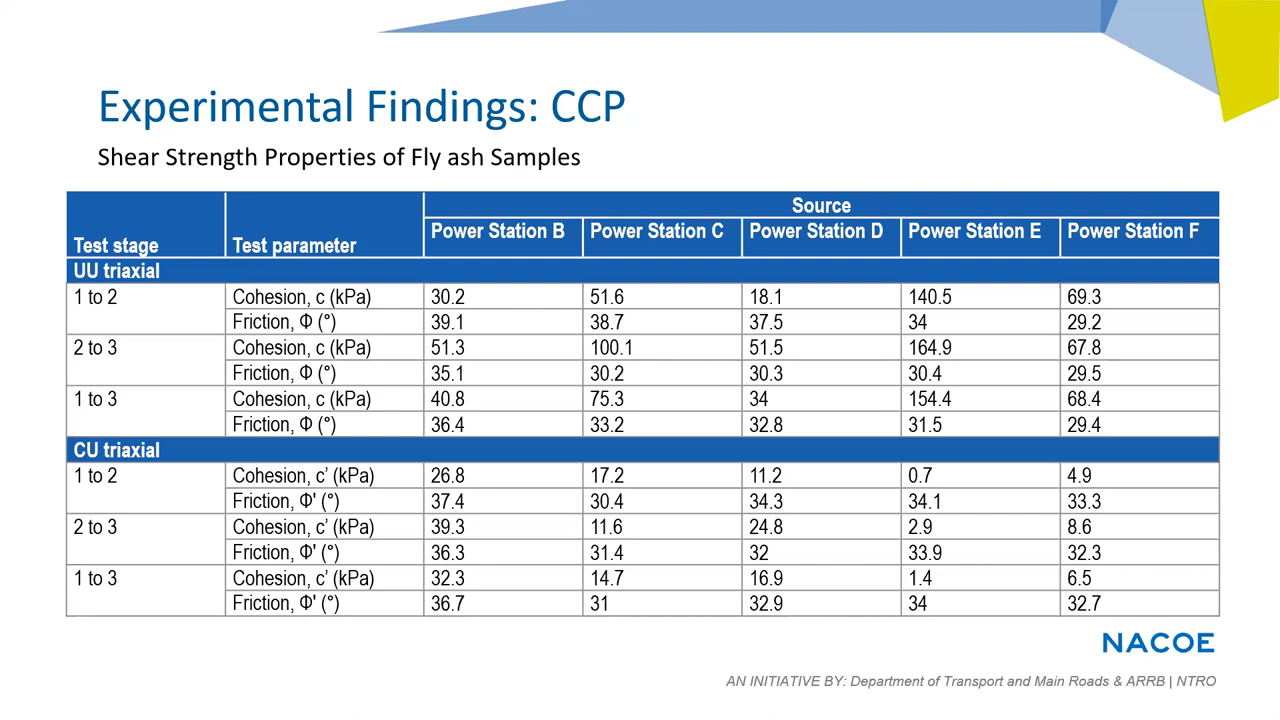 Experimental Findings: CCP
Shear Strength Properties of Fly ash Samples
Test stage Test parameter Source
Power Station B Power Station C Power Station D Power Station E Power Station F
UU triaxial
1 to 2 Cohesion, c (kPa) 30.2 51.6 18.1 140.5 69.3
Friction, Φ (°) 39.1 38.7 37.5 34 29.2
2 to 3 Cohesion, c (kPa) 51.3 100.1 51.5 164.9 67.8
Friction, Φ (°) 35.1 30.2 30.3 30.4 29.5
1 to 3 Cohesion, c (kPa) 40.8 75.3 34 154.4 68.4
Friction, Φ (°) 36.4 33.2 32.8 31.5 29.4
CU triaxial
1 to 2 Cohesion, c’ (kPa) 26.8 17.2 11.2 0.7 4.9
Friction, Φ' (°) 37.4 30.4 34.3 34.1 33.3
2 to 3 Cohesion, c’ (kPa) 39.3 11.6 24.8 2.9 8.6
Friction, Φ' (°) 36.3 31.4 32 33.9 32.3
1 to 3 Cohesion, c’ (kPa) 32.3 14.7 16.9 1.4 6.5
Friction, Φ' (°) 36.7 31 32.9 34 32.7
NACOE
AN INITIATIVE BY: Department of Transport and Main Roads & ARRB | NTRO